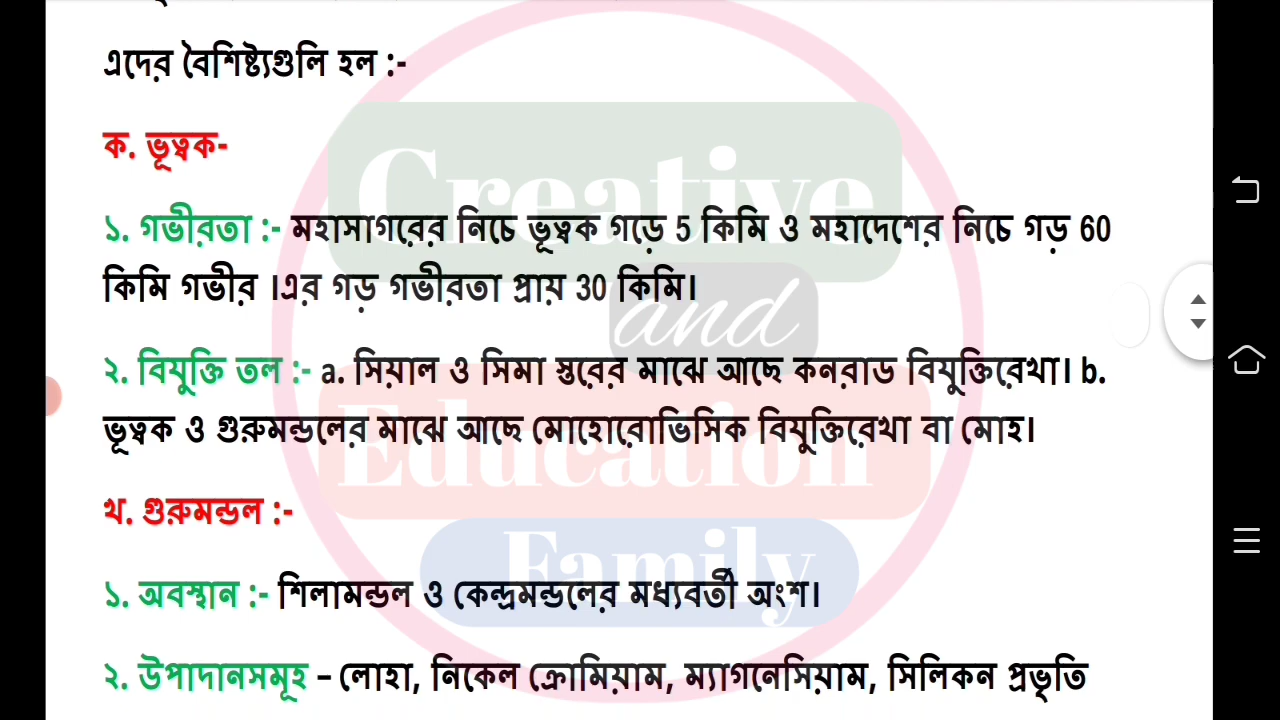 এদের বৈশিষ্ট্যগুলি হল :-
ক. ভূত্বক-
১. গভীরতা :- মহাসাগরের নিচে ভূত্বক গড়ে 5 কিমি ও মহাদেশের নিচে গড় 60
কিমি গভীর ।এর গড় গভীরতা প্রায় 30 কিমি।
২. বিযুক্তি তল :- a. সিয়াল ও সিমা স্তরের মাঝে আছে কনরাড বিযুক্তিরেখা। b.
ভূত্বক ও গুরুমন্ডলের মাঝে আছে মোহোরোভিসিক বিযুক্তিরেখা বা মোহ।
খ. গুরুমন্ডল :-
১. অবস্থান :- শিলামন্ডল ও কেন্দ্রমন্ডলের মধ্যবর্তী অংশ।
২. উপাদানসমূহ – লোহা, নিকেল ক্রোমিয়াম, ম্যাগনেসিয়াম, সিলিকন প্রভৃতি
Creative
and
Education
Family